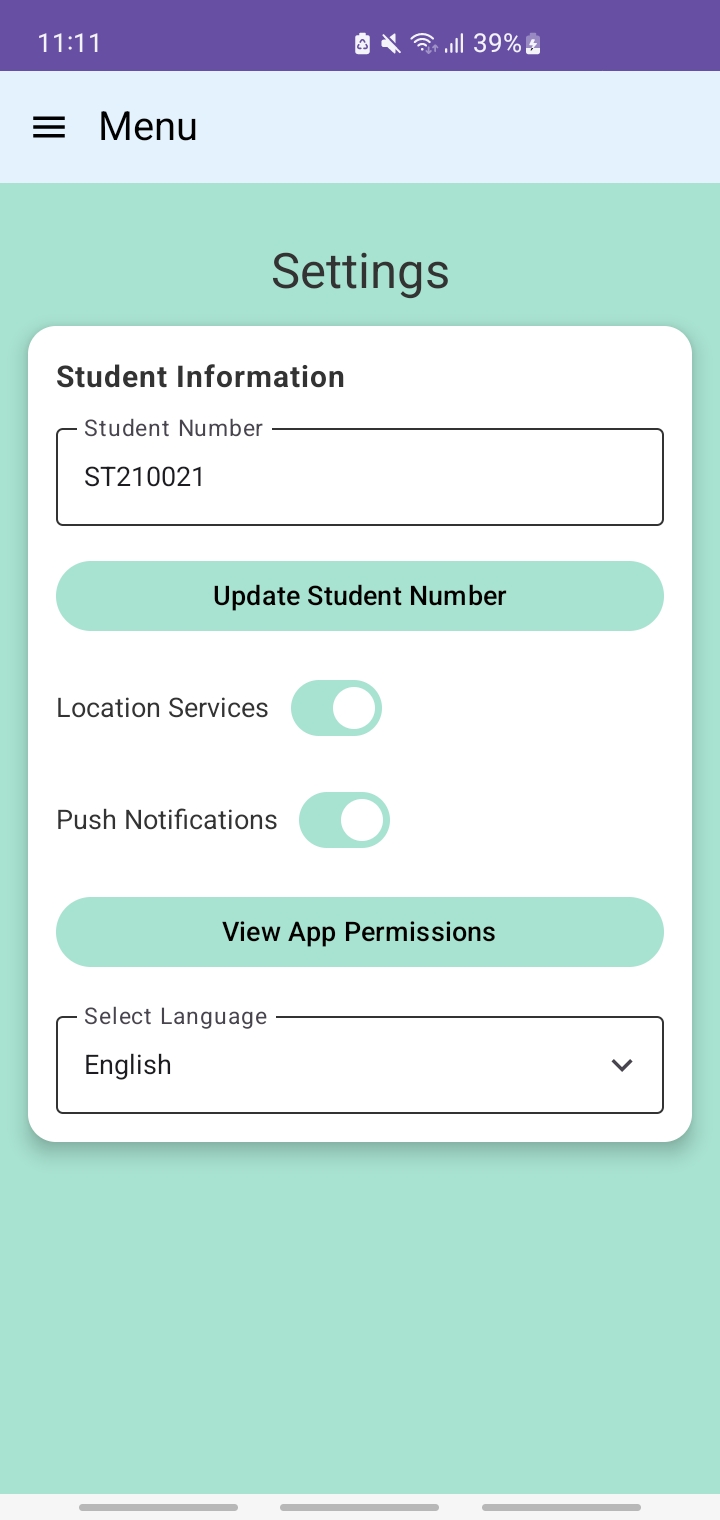 11:11 39%
Menu
Settings
Student Information
Student Number
ST210021
Update Student Number
Location Services
Push Notifications
View App Permissions
Select Language
English